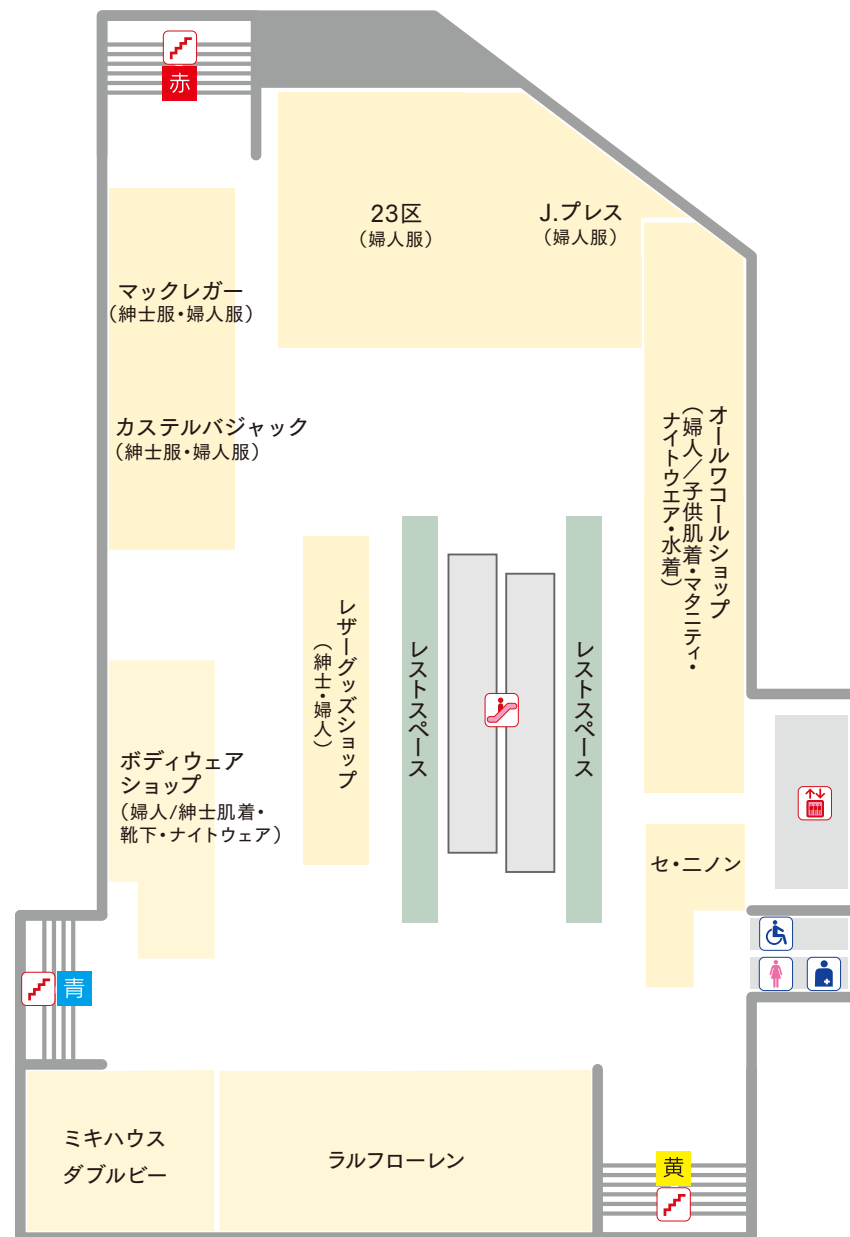 赤
23区
(婦人服)
J.プレス
(婦人服)
マックレガー
(紳士服・婦人服)
カステルバジャック
(紳士服・婦人服)
オールワコールショップ
(婦人／子供肌着・マタニティ・
ナイトウエア・水着)
レザーグッズショップ
(紳士・婦人)
レストスペース
レストスペース
ボディウェア
ショップ
(婦人/紳士肌着・
靴下・ナイトウェア)
セ・ニノン
青
ミキハウス
ダブルビー
ラルフローレン
黄